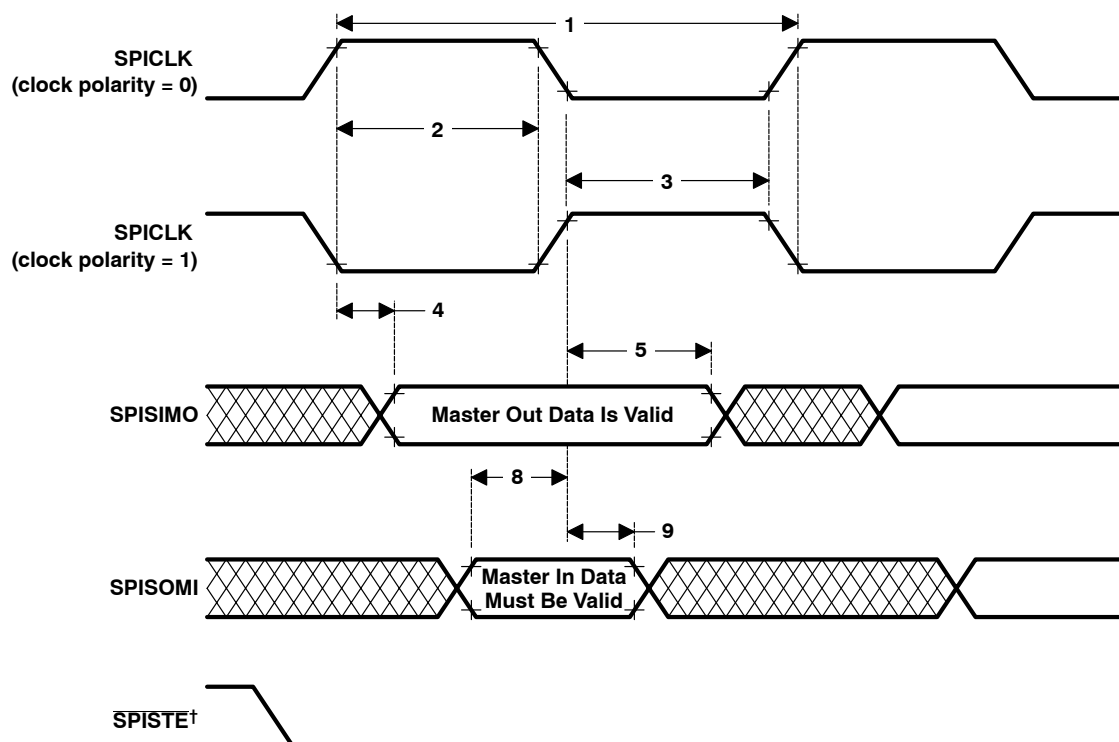 1
SPICLK
(clock polarity = 0)
2
3
SPICLK
(clock polarity = 1)
4
5
SPISIMO
Master Out Data Is Valid
8
9
SPISOMI
Master In Data
Must Be Valid
SPISTE†